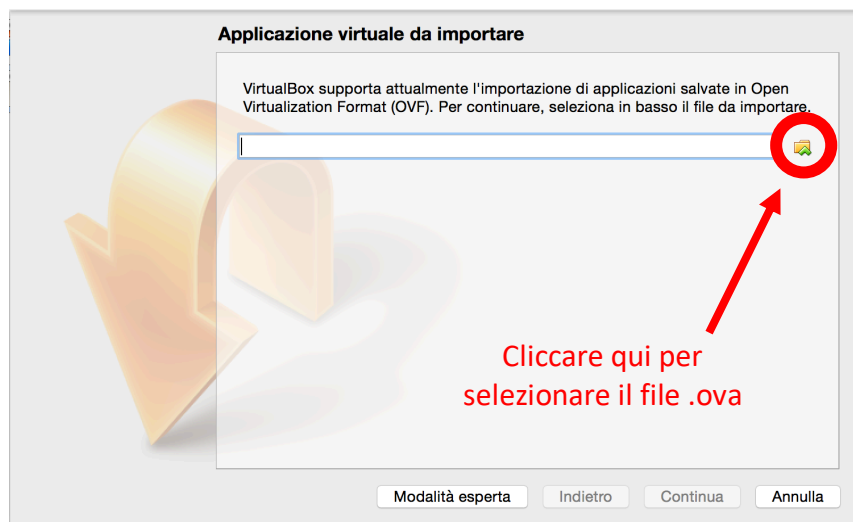 Applicazione virtuale da importare
VirtualBox supporta attualmente l'importazione di applicazioni salvate in Open
Virtualization Format (OVF). Per continuare, seleziona in basso il file da importare.
Cliccare qui per
selezionare il file .ova
Modalità esperta Indietro Continua Annulla